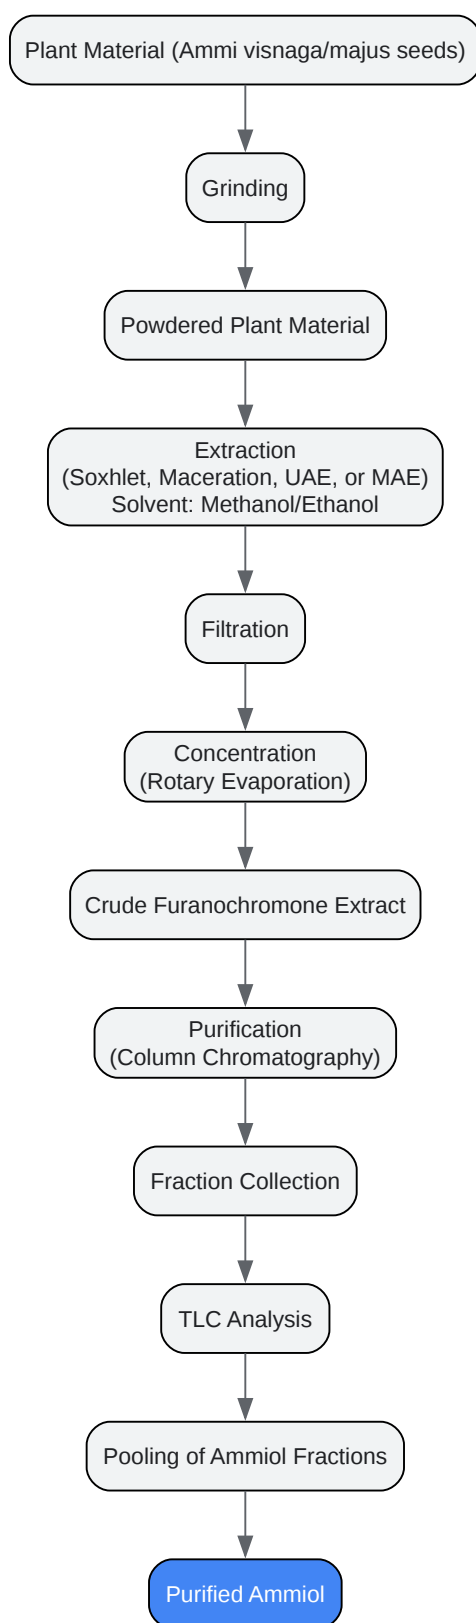 Plant Material (Ammi visnaga/majus seeds)
Grinding
Powdered Plant Material
Extraction
(Soxhlet, Maceration, UAE, or MAE)
Solvent: Methanol/Ethanol
Filtration
Concentration
(Rotary Evaporation)
Crude Furanochromone Extract
Purification
(Column Chromatography)
Fraction Collection
TLC Analysis
Pooling of Ammiol Fractions
Purified Ammiol